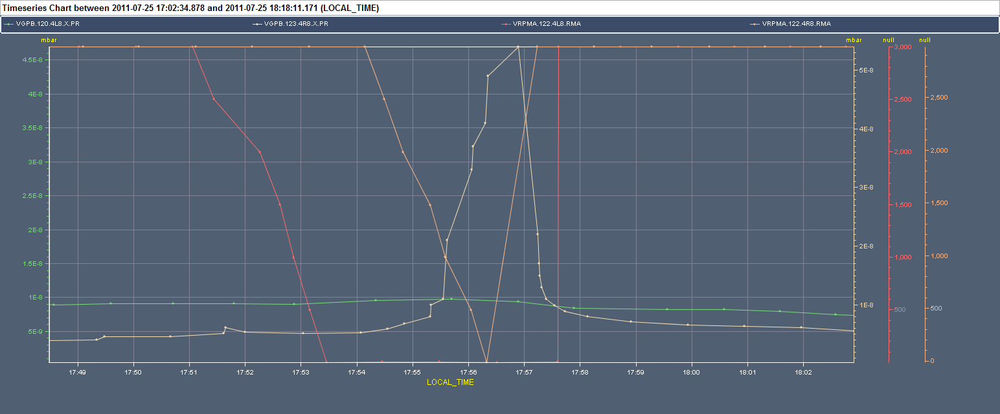 Timeseries Chart between 2011-07-25 17:02:34.878 and 2011-07-25 18:18:11.171 (LOCAL_TIME)
VGPB.120.4L8.X.PR VGPB.123.4R8.X.PR VRPMA.122.4L8.RMA VRPMA.122.4R8.RMA
mbar mbar null null
3,000
4.5E-8 5E-8
4E-8 2,500 2,500
3.5E-8 4E-8
3E-8 2,000 2,000
2.5E-8 3E-8
1,500 1,500
2E-8 2E-8
1.5E-8 1,000 1,000
1E-8 1E-8
500 500
5E-9
0
17:49 17:50 17:51 17:52 17:53 17:54 17:55 17:56 17:57 17:58 17:59 18:00 18:01 18:02
LOCAL_TIME